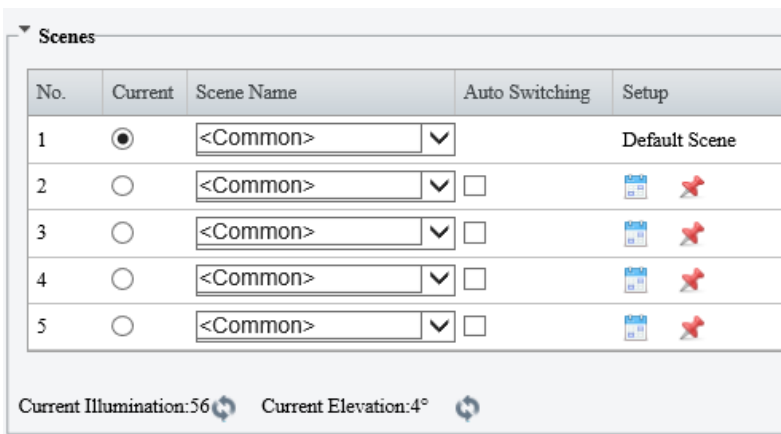 Scenes
No. Current Scene Name Auto Switching Setup
1 <Common> Default Scene
2 <Common>
3 <Common>
4 <Common>
5 <Common>
Current Illumination:56 Current Elevation:4°